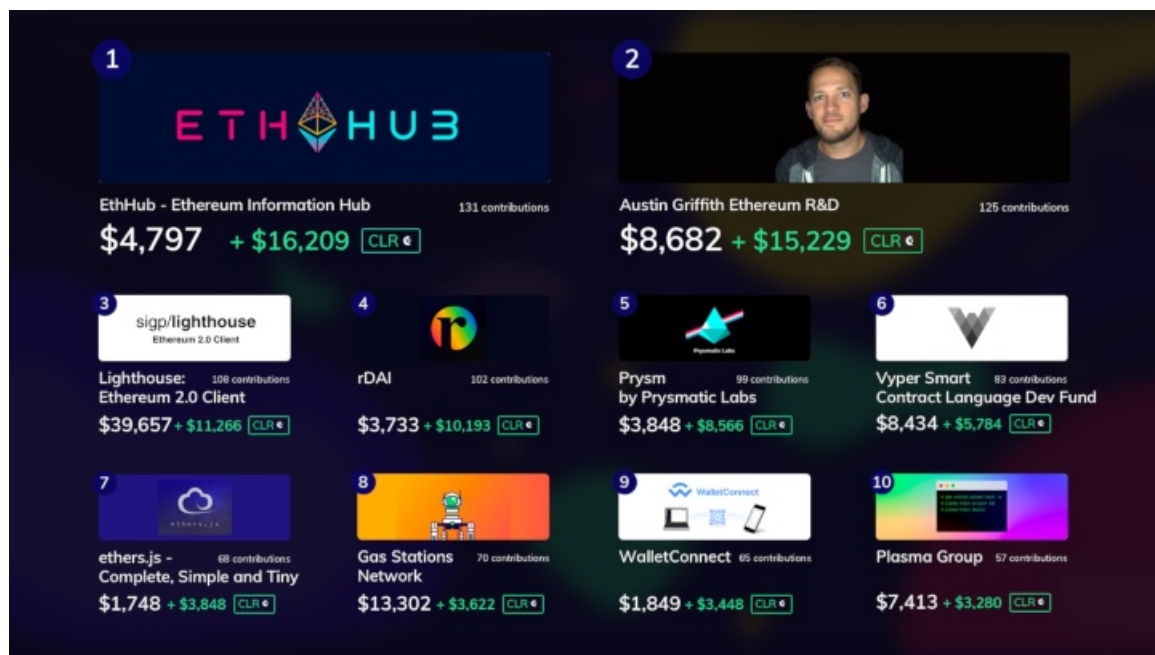 1
ETH HUB
EthHub - Ethereum Information Hub
131 contributions
$4,797 + $16,209 CLR
2
Austin Griffith Ethereum R&D
125 contributions
$8,682 + $15,229 CLR
3
sigp/lighthouse
Ethereum 2.0 Client
Lighthouse: 108 contributions
Ethereum 2.0 Client
$39,657 + $11,266 CLR
4
r
rDAI 102 contributions
$3,733 + $10,193 CLR
5
Prysmatic Labs
Prysm 99 contributions
by Prysmatic Labs
$3,848 + $8,566 CLR
6
Vyper Smart 83 contributions
Contract Language Dev Fund
$8,434 + $5,784 CLR
7
ethers.js
ethers.js - 68 contributions
Complete, Simple and Tiny
$1,748 + $3,848 CLR
8
Gas Stations 70 contributions
Network
$13,302 + $3,622 CLR
9
WalletConnect
WalletConnect 65 contributions
$1,849 + $3,448 CLR
10
Plasma Group 57 contributions
$7,413 + $3,280 CLR